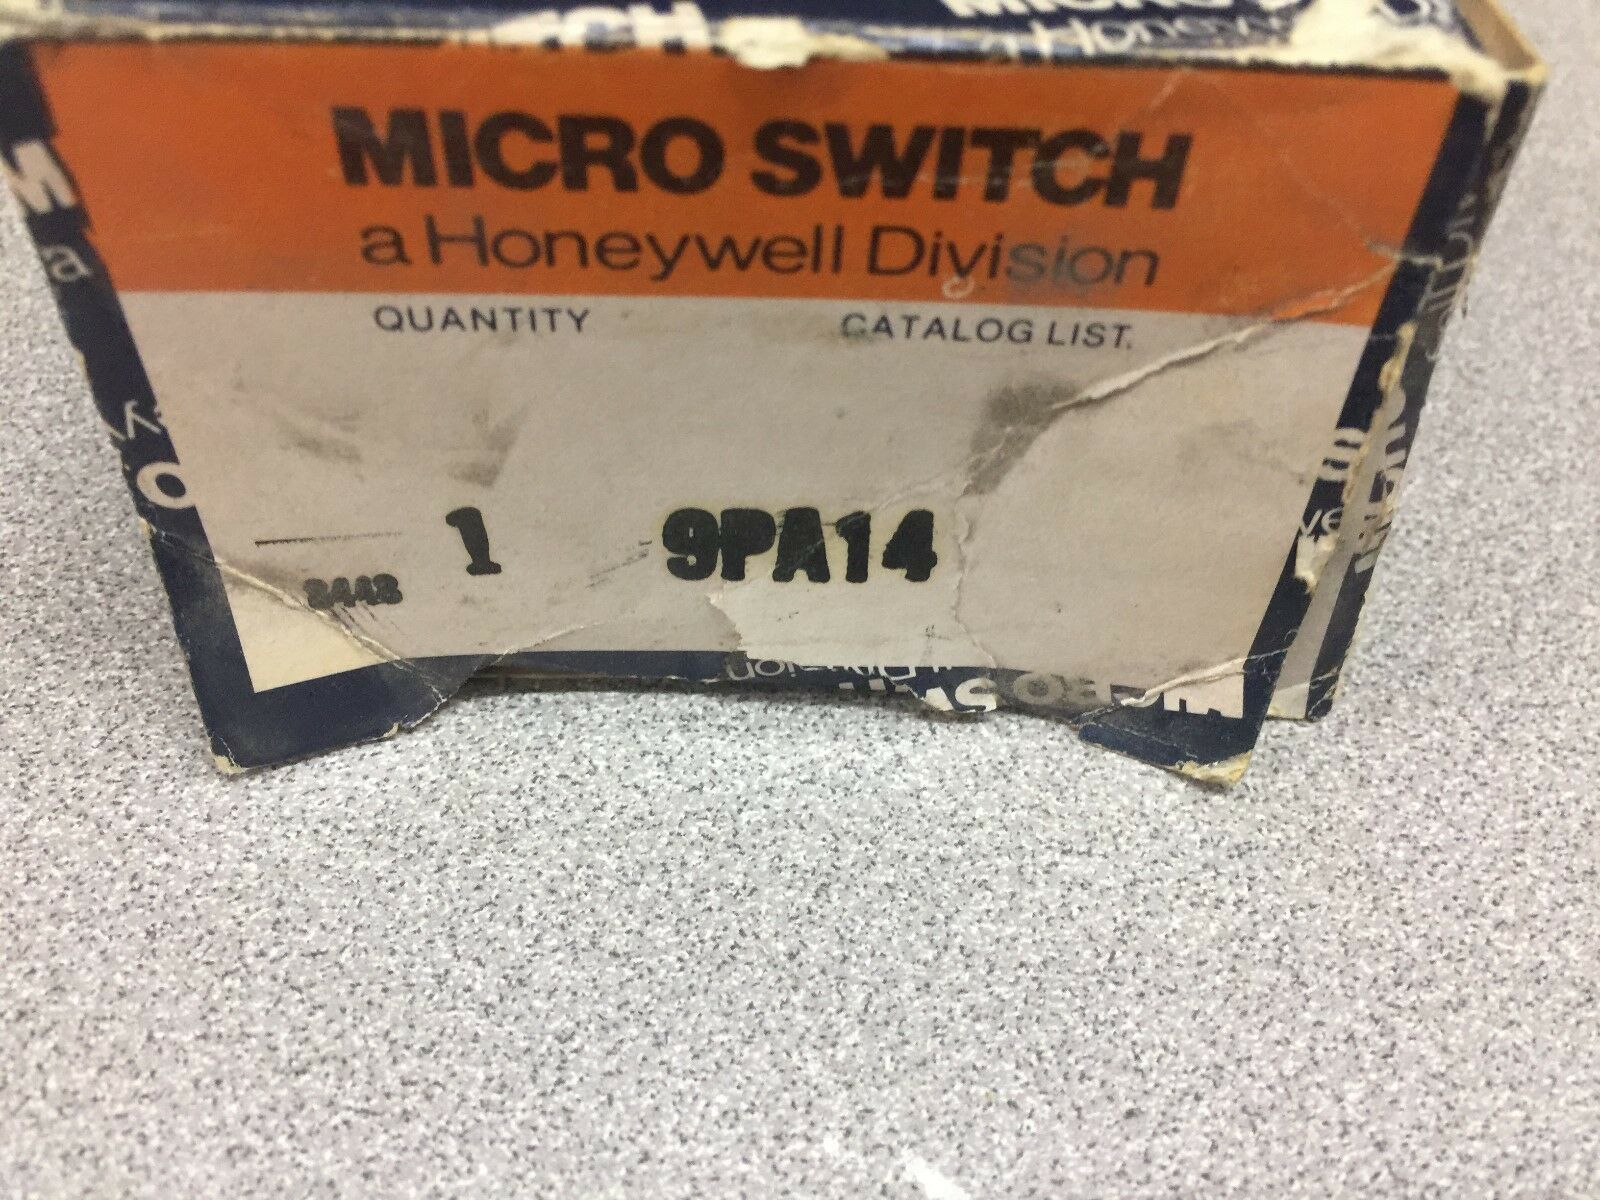 MICRO SWITCH
a Honeywell Division
QUANTITY CATALOG LIST.
1 9PA14